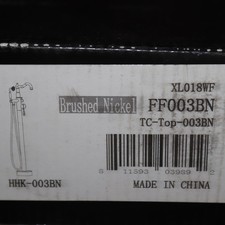 XL018WF
Brushed Nickel
FF003BN
TC-Top-003BN
HHK-003BN
MADE IN CHINA